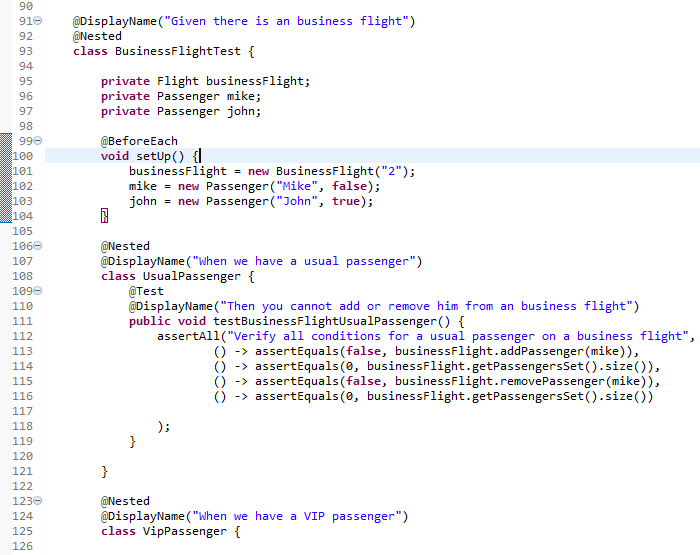 90
91 @DisplayName("Given there is an business flight")
92 @Nested
93 class BusinessFlightTest {
94
95 private Flight businessFlight;
96 private Passenger mike;
97 private Passenger john;
98
99 @BeforeEach
100 void setUp() {
101 businessFlight = new BusinessFlight("2");
102 mike = new Passenger("Mike", false);
103 john = new Passenger("John", true);
104 }
105
106 @Nested
107 @DisplayName("When we have a usual passenger")
108 class UsualPassenger {
109 @Test
110 @DisplayName("Then you cannot add or remove him from an business flight")
111 public void testBusinessFlightUsualPassenger() {
112 assertAll("Verify all conditions for a usual passenger on a business flight",
113 () -> assertEquals(false, businessFlight.addPassenger(mike)),
114 () -> assertEquals(0, businessFlight.getPassengersSet().size()),
115 () -> assertEquals(false, businessFlight.removePassenger(mike)),
116 () -> assertEquals(0, businessFlight.getPassengersSet().size())
117
118 );
119 }
120
121 }
122
123 @Nested
124 @DisplayName("When we have a VIP passenger")
125 class VipPassenger {
126